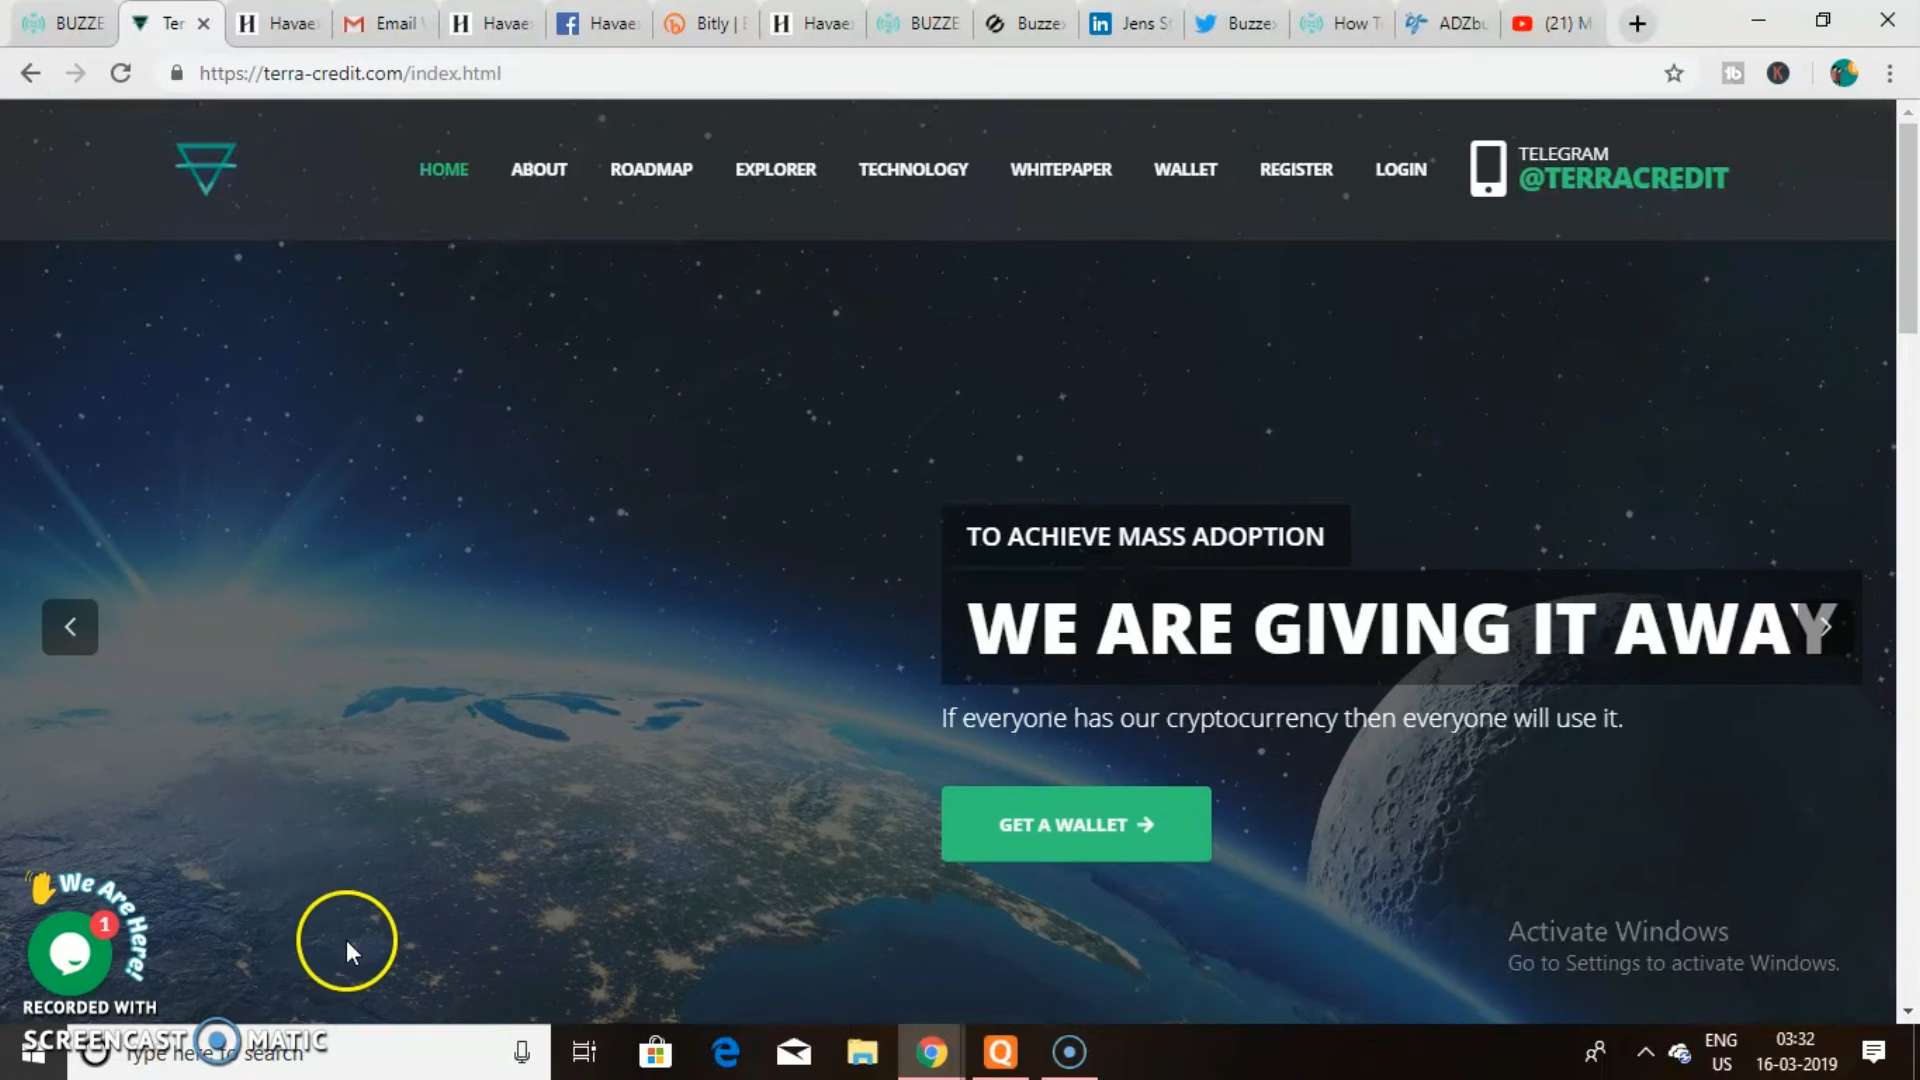 BUZZE
Ter
Havae
Email
Havae
Havae
Bitly |
Havae
BUZZE
Buzze
Jens S
Buzze
How T
ADZbu
(21) M
https://terra-credit.com/index.html
HOME
ABOUT
ROADMAP
EXPLORER
TECHNOLOGY
WHITEPAPER
WALLET
REGISTER
LOGIN
TELEGRAM
@TERRACREDIT
TO ACHIEVE MASS ADOPTION
WE ARE GIVING IT AWAY
If everyone has our cryptocurrency then everyone will use it.
GET A WALLET →
We Are Here!
1
Activate Windows
Go to Settings to activate Windows.
RECORDED WITH
SCREENCAST MATIC
Type here to search
ENG
US
03:32
16-03-2019